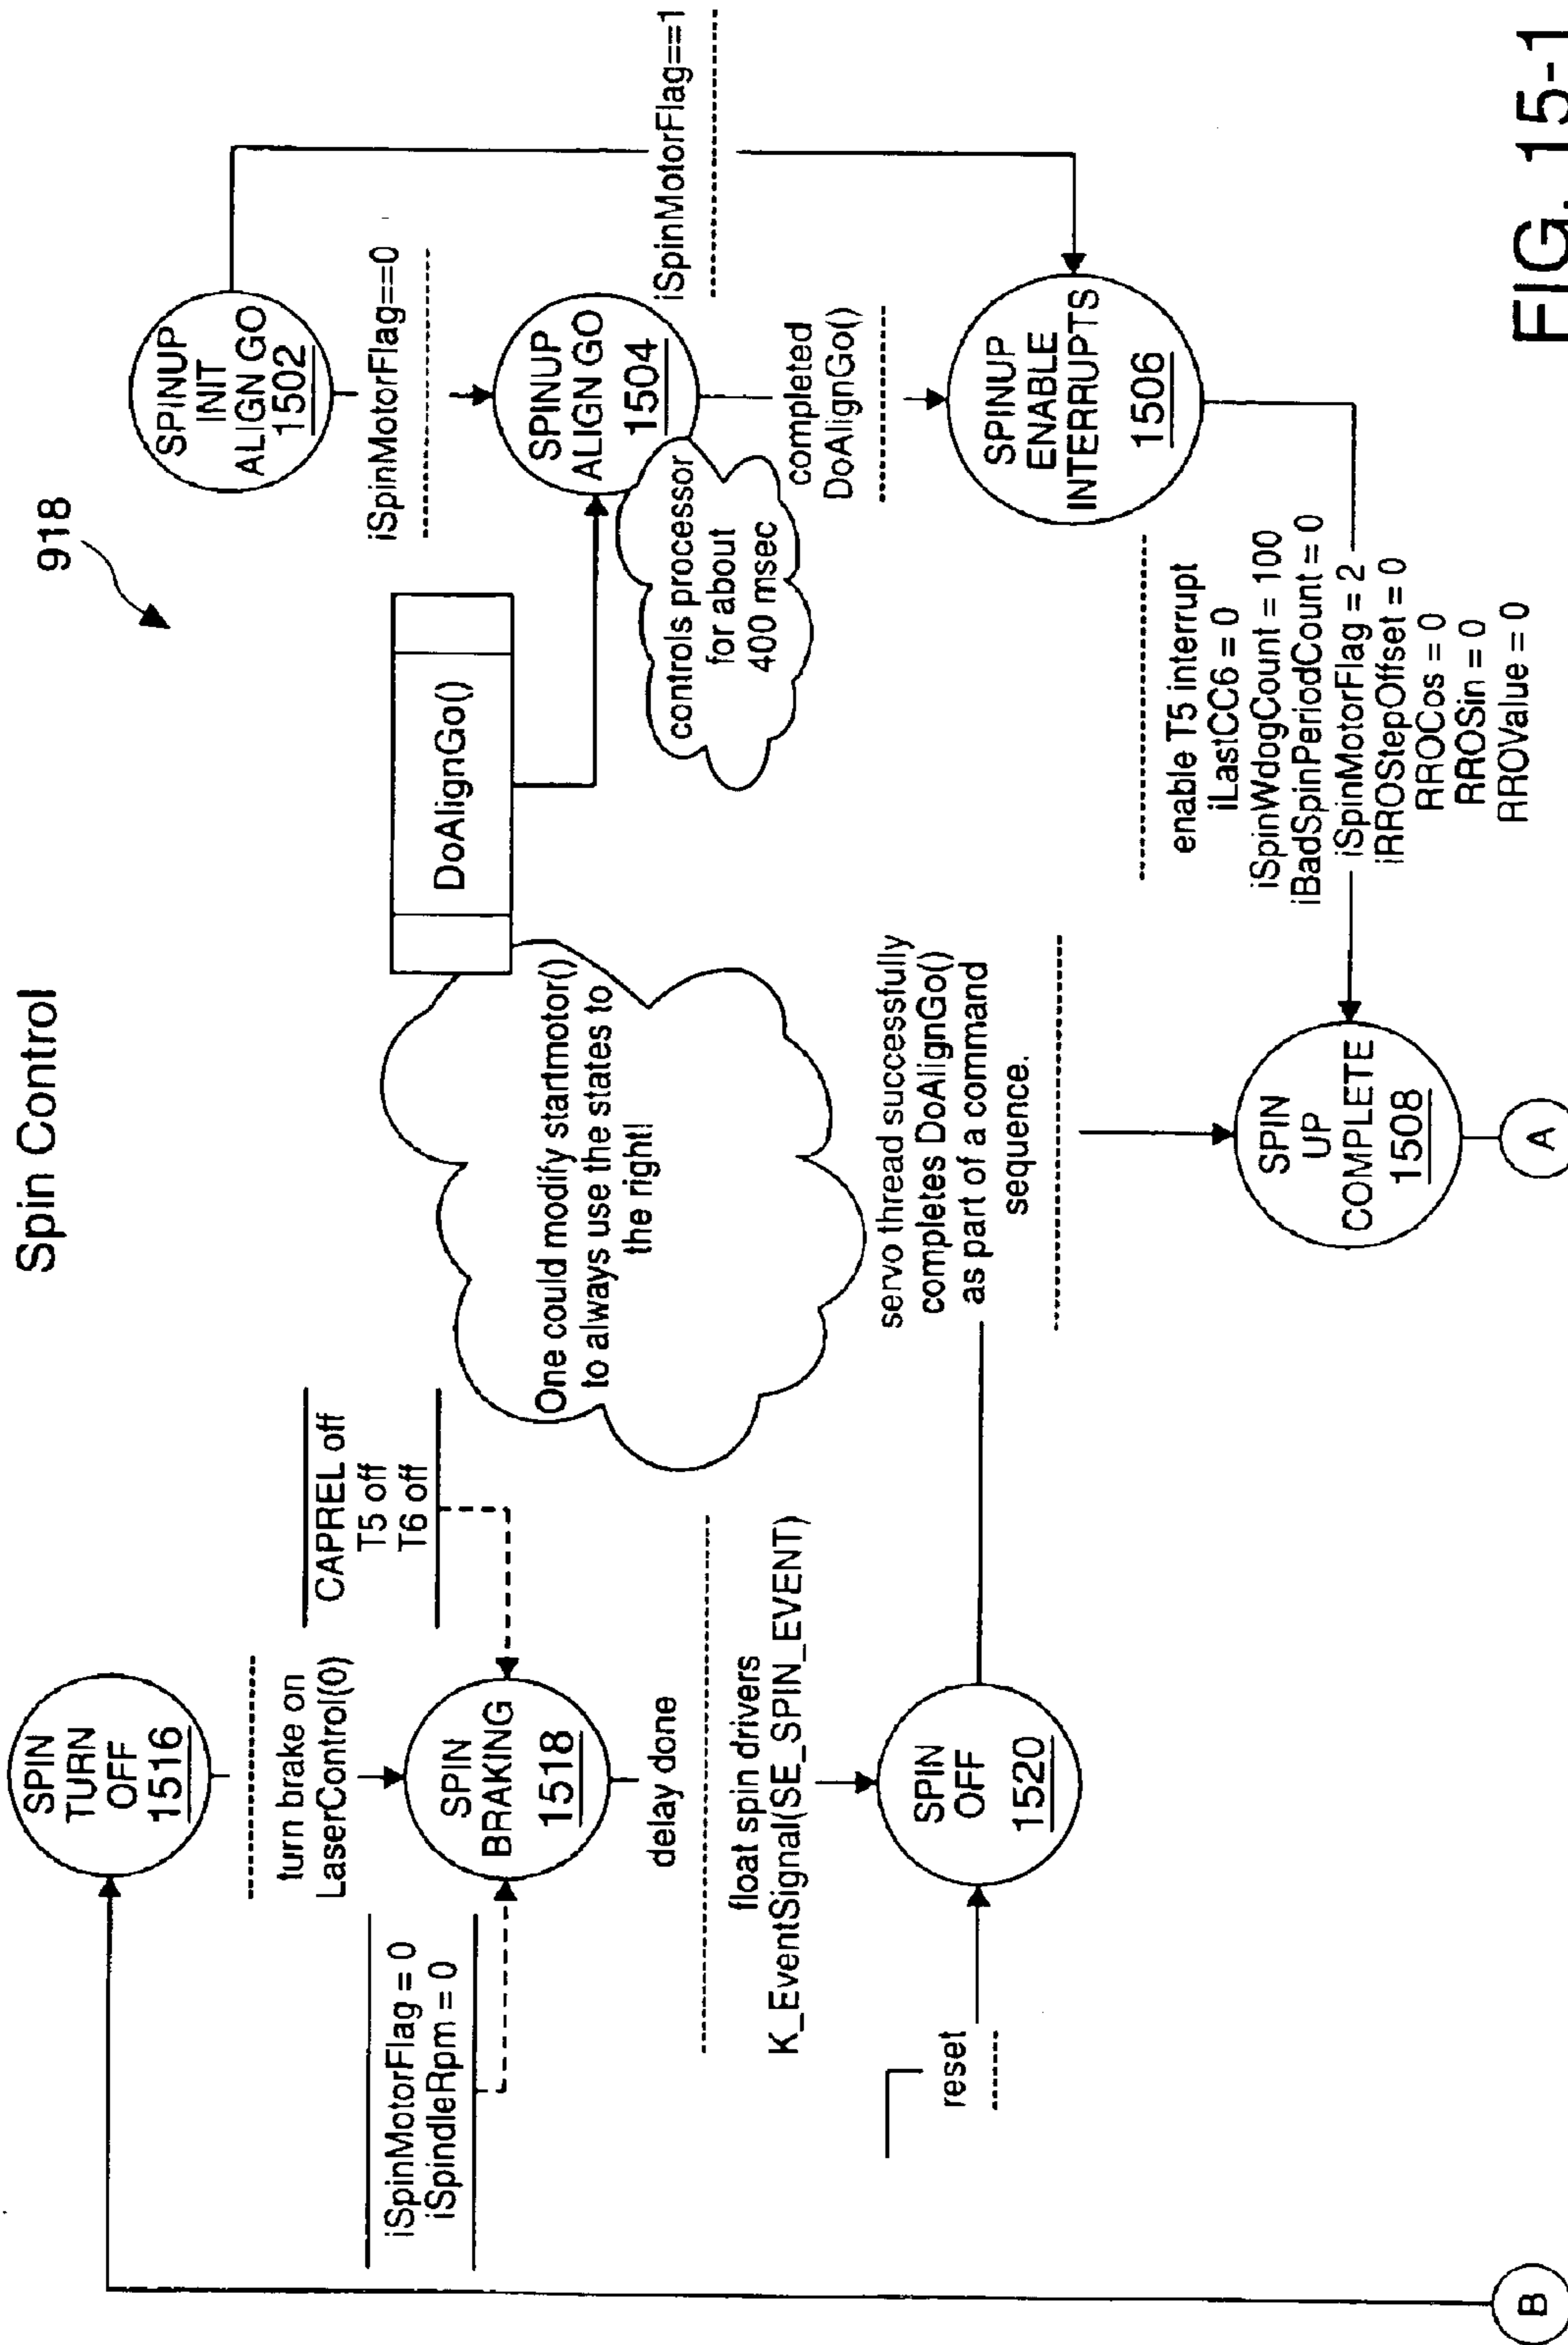 Spin Control
918
SPIN
TURN
OFF
1516
turn brake on
LaserControl(0)
CAPREL off
T5 off
T6 off
iSpinMotorFlag = 0
iSpindleRpm = 0
SPIN
BRAKING
1518
delay done
float spin drivers
K_EventSignal(SE_SPIN_EVENT)
reset
SPIN
OFF
1520
One could modify startmotor()
to always use the states to
the right!
DoAlignGo()
servo thread successfully
completes DoAlignGo()
as part of a command
sequence.
SPINUP
INIT
ALIGN GO
1502
iSpinMotorFlag==0
iSpinMotorFlag==1
SPINUP
ALIGN GO
1504
controls processor
for about
400 msec
completed
DoAlignGo()
SPINUP
ENABLE
INTERRUPTS
1506
enable T5 interrupt
iLastCC6 = 0
iSpinWdogCount = 100
iBadSpinPeriodCount = 0
iSpinMotorFlag = 2
iRROStepOffset = 0
RROCos = 0
RROSin = 0
RROValue = 0
SPIN
UP
COMPLETE
1508
A
B
FIG. 15-1